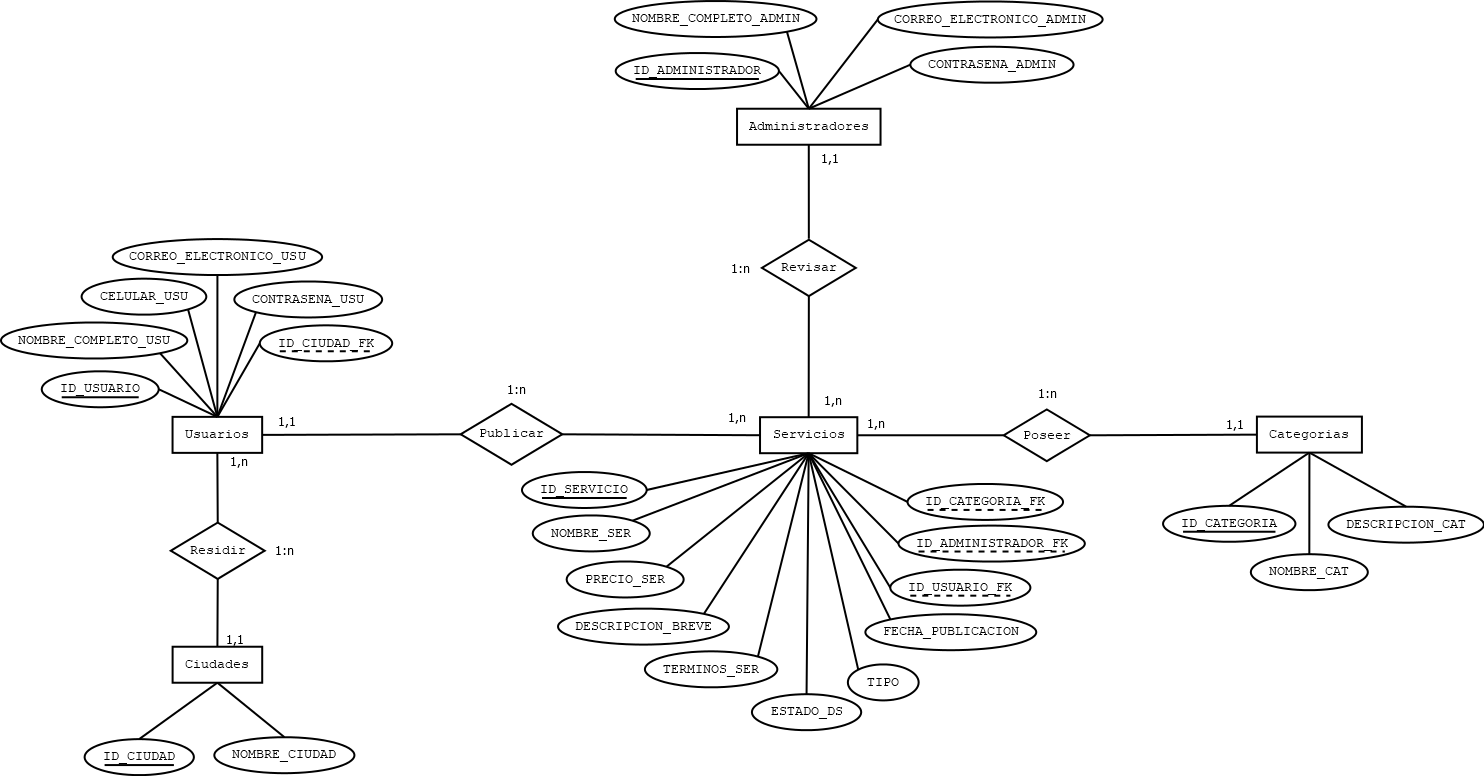 NOMBRE_COMPLETO_ADMIN
CORREO_ELECTRONICO_ADMIN
ID_ADMINISTRADOR
CONTRASENA_ADMIN
Administradores
1,1
Revisar
1:n
1,n
CORREO_ELECTRONICO_USU
CELULAR_USU
CONTRASENA_USU
NOMBRE_COMPLETO_USU
ID_CIUDAD_FK
ID_USUARIO
Usuarios
1,1
1:n
Publicar
1,n
Servicios
1,n
1:n
Poseer
1,1
Categorias
1,n
Residir
1:n
1,1
Ciudades
ID_CIUDAD
NOMBRE_CIUDAD
ID_SERVICIO
NOMBRE_SER
PRECIO_SER
DESCRIPCION_BREVE
TERMINOS_SER
ESTADO_DS
TIPO
FECHA_PUBLICACION
ID_USUARIO_FK
ID_ADMINISTRADOR_FK
ID_CATEGORIA_FK
ID_CATEGORIA
DESCRIPCION_CAT
NOMBRE_CAT